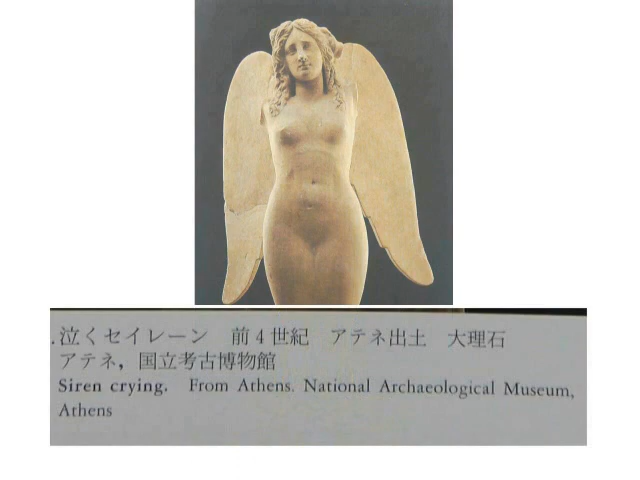 .泣くセイレーン 前4世紀 アテネ出土 大理石
アテネ，国立考古博物館
Siren crying. From Athens. National Archaeological Museum,
Athens